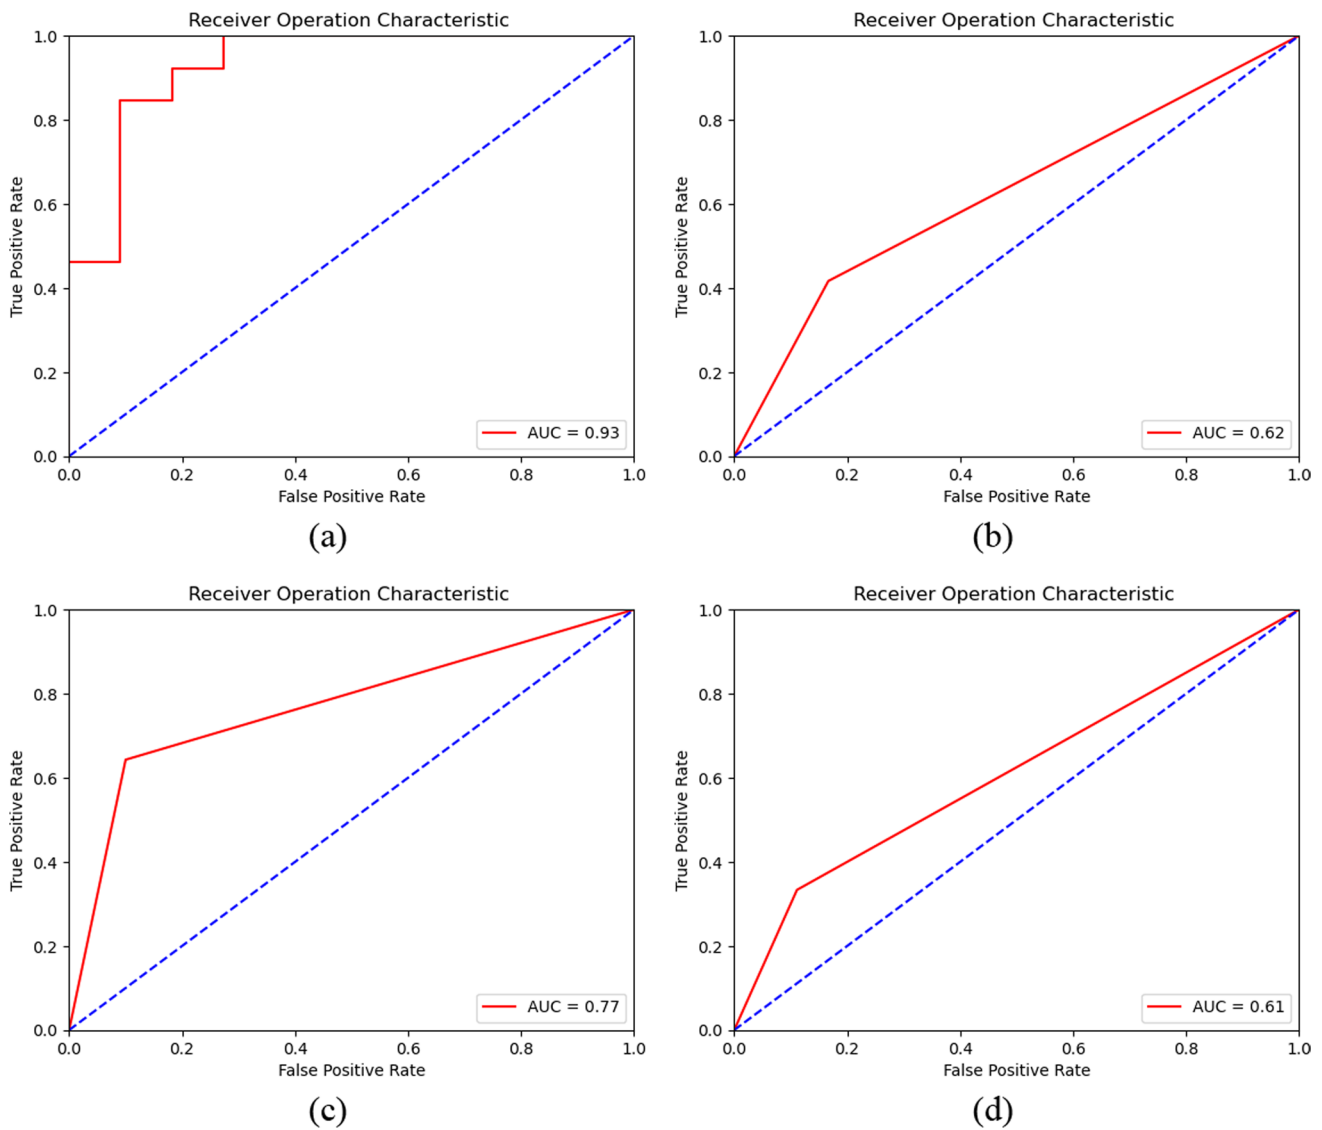 Receiver Operation Characteristic
1.0
0.8
0.6
0.4
0.2
0.0
True Positive Rate
AUC = 0.93
0.0 0.2 0.4 0.6 0.8 1.0
False Positive Rate
(a)
Receiver Operation Characteristic
1.0
0.8
0.6
0.4
0.2
0.0
True Positive Rate
AUC = 0.62
0.0 0.2 0.4 0.6 0.8 1.0
False Positive Rate
(b)
Receiver Operation Characteristic
1.0
0.8
0.6
0.4
0.2
0.0
True Positive Rate
AUC = 0.77
0.0 0.2 0.4 0.6 0.8 1.0
False Positive Rate
(c)
Receiver Operation Characteristic
1.0
0.8
0.6
0.4
0.2
0.0
True Positive Rate
AUC = 0.61
0.0 0.2 0.4 0.6 0.8 1.0
False Positive Rate
(d)